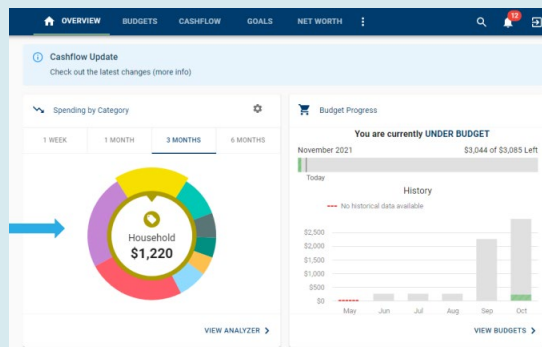 OVERVIEW BUDGETS CASHFLOW GOALS NET WORTH 12
Cashflow Update
Check out the latest changes (more info)
Spending by Category
1 WEEK 1 MONTH 3 MONTHS 6 MONTHS
Household
$1,220
VIEW ANALYZER
Budget Progress
You are currently UNDER BUDGET
November 2021 $3,044 of $3,085 Left
Today
History
No historical data available
$2,500
$2,000
$1,500
$1,000
$500
$0
May Jun Jul Aug Sep Oct
VIEW BUDGETS